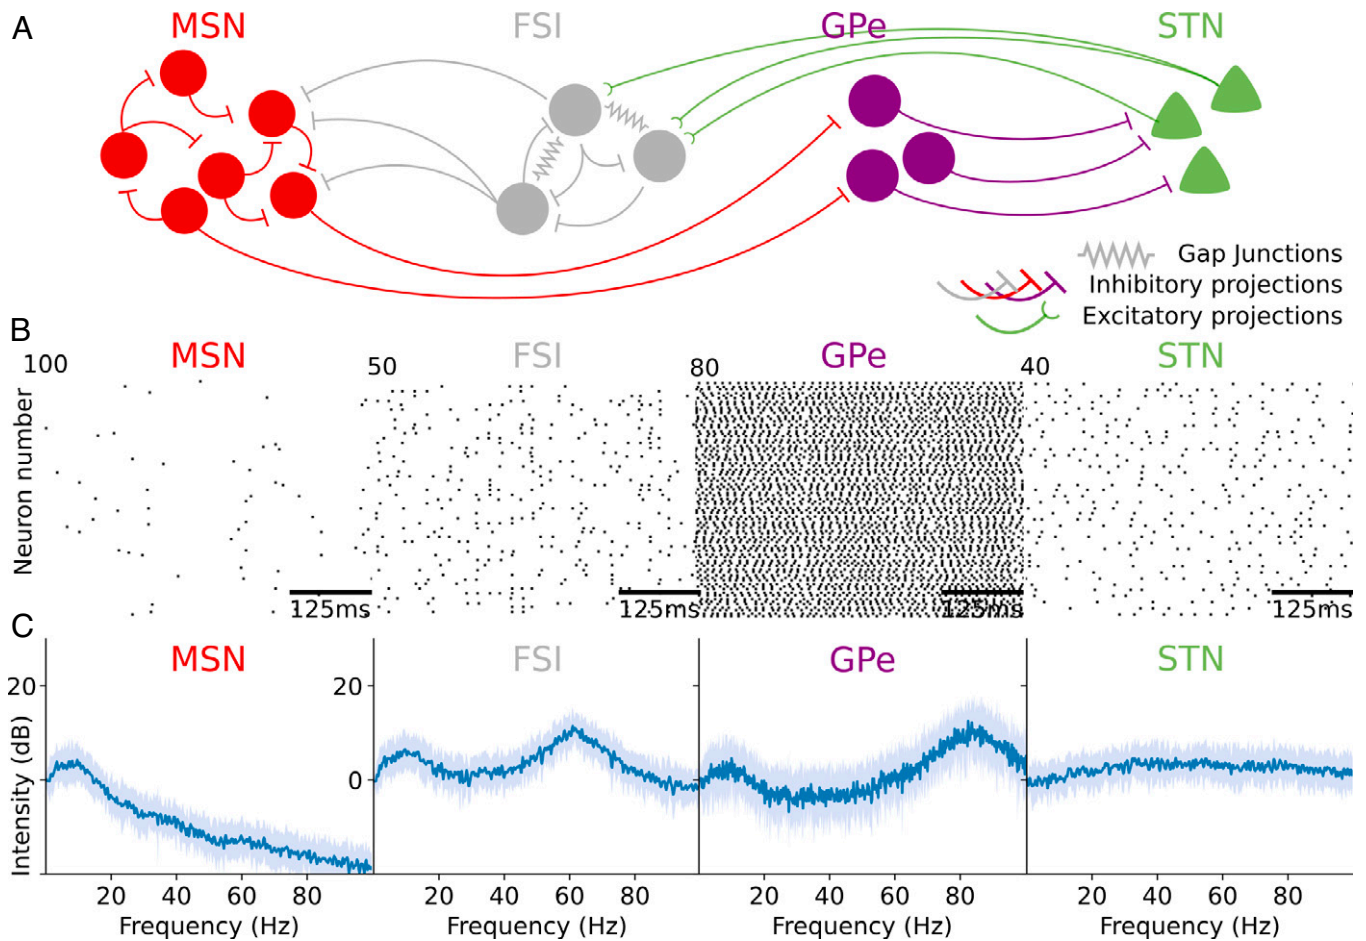 A
MSN FSI GPe STN
Gap Junctions
Inhibitory projections
Excitatory projections
B
MSN FSI GPe STN
100 50 80 40
Neuron number
125ms 125ms 125ms 125ms
C
MSN FSI GPe STN
20 20
0 0
Intensity (dB)
20 40 60 80 20 40 60 80 20 40 60 80 20 40 60 80
Frequency (Hz) Frequency (Hz) Frequency (Hz) Frequency (Hz)